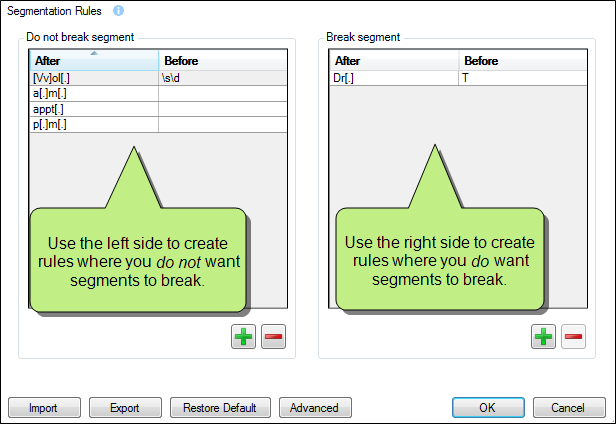 Segmentation Rules
Do not break segment
After Before
[Vv]ol[.] \s\d
a[.]m[.]
appt[.]
p[.]m[.]
Use the left side to create
rules where you do not want
segments to break.
Break segment
After Before
Dr[.] T
Use the right side to create
rules where you do want
segments to break.
Import Export Restore Default Advanced OK Cancel